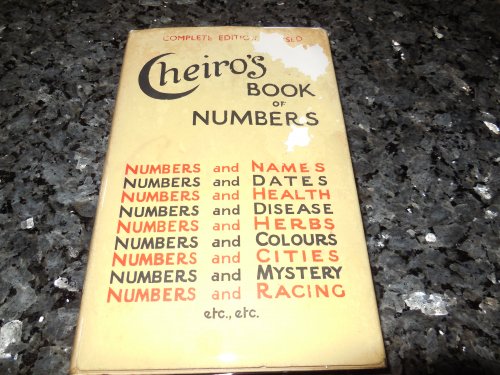 COMPLETE EDITION
Cheiro's
BOOK
OF
NUMBERS
NUMBERS and NAMES
NUMBERS and DATES
NUMBERS and HEALTH
NUMBERS and DISEASE
NUMBERS and HERBS
NUMBERS and COLOURS
NUMBERS and CITIES
NUMBERS and MYSTERY
NUMBERS and RACING
etc., etc.